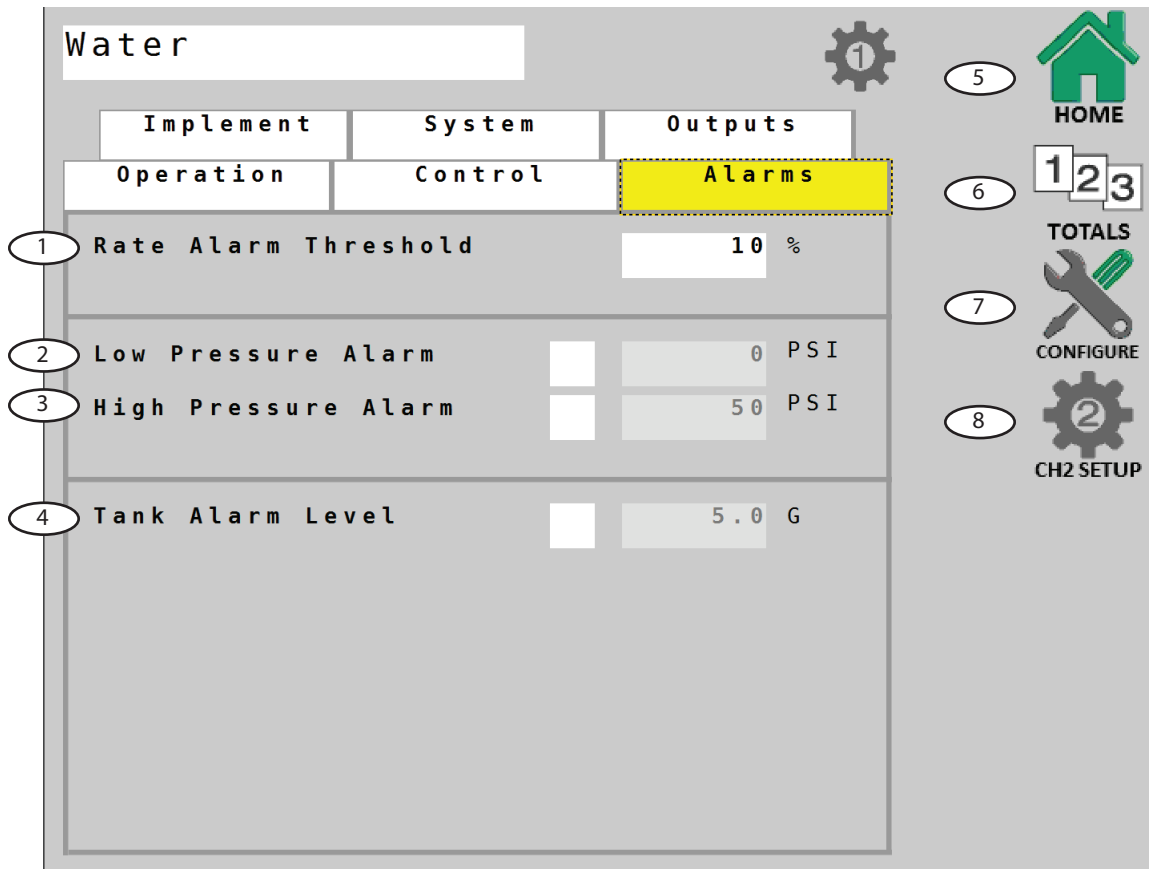 Water
1
Implement System Outputs
Operation Control Alarms
1 Rate Alarm Threshold 10 %
2 Low Pressure Alarm 0 PSI
3 High Pressure Alarm 50 PSI
4 Tank Alarm Level 5.0 G
5
HOME
6
123
TOTALS
7
CONFIGURE
8
2
CH2 SETUP